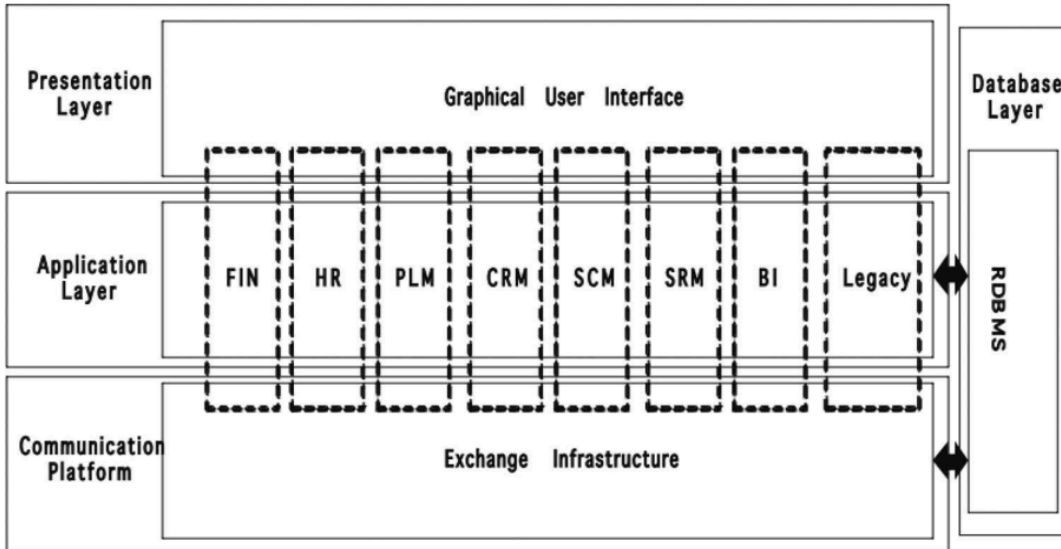 Presentation
Layer
Graphical User Interface
Database
Layer
Application
Layer
FIN
HR
PLM
CRM
SCM
SRM
BI
Legacy
RDBMS
Communication
Platform
Exchange Infrastructure